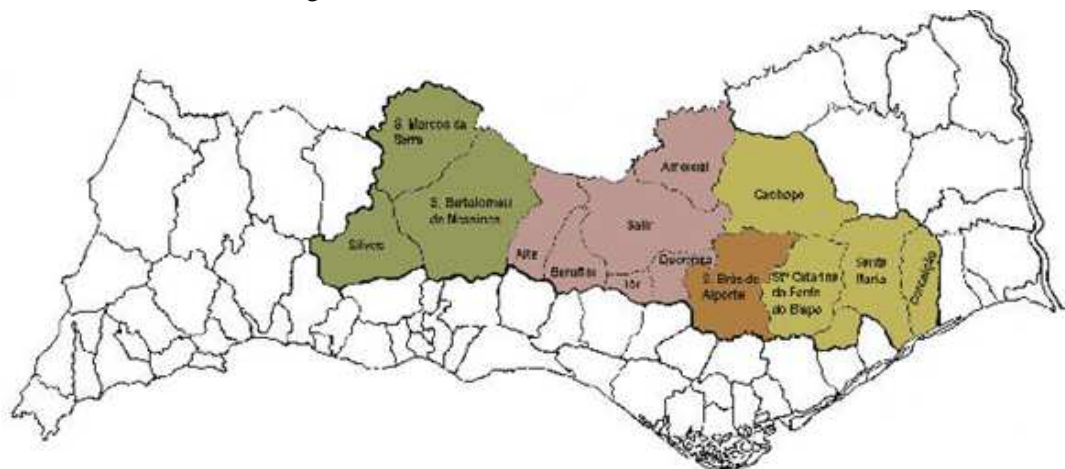 S. Marcos da
Serra
Ameixial
Cachopo
S. Bartolomeu
de Messines
Salir
Silves
Alte
Benafim
Tôr
Querença
S. Brás de
Alportel
Stª Catarina
da Fonte
do Bispo
Santa
Maria
Conceição